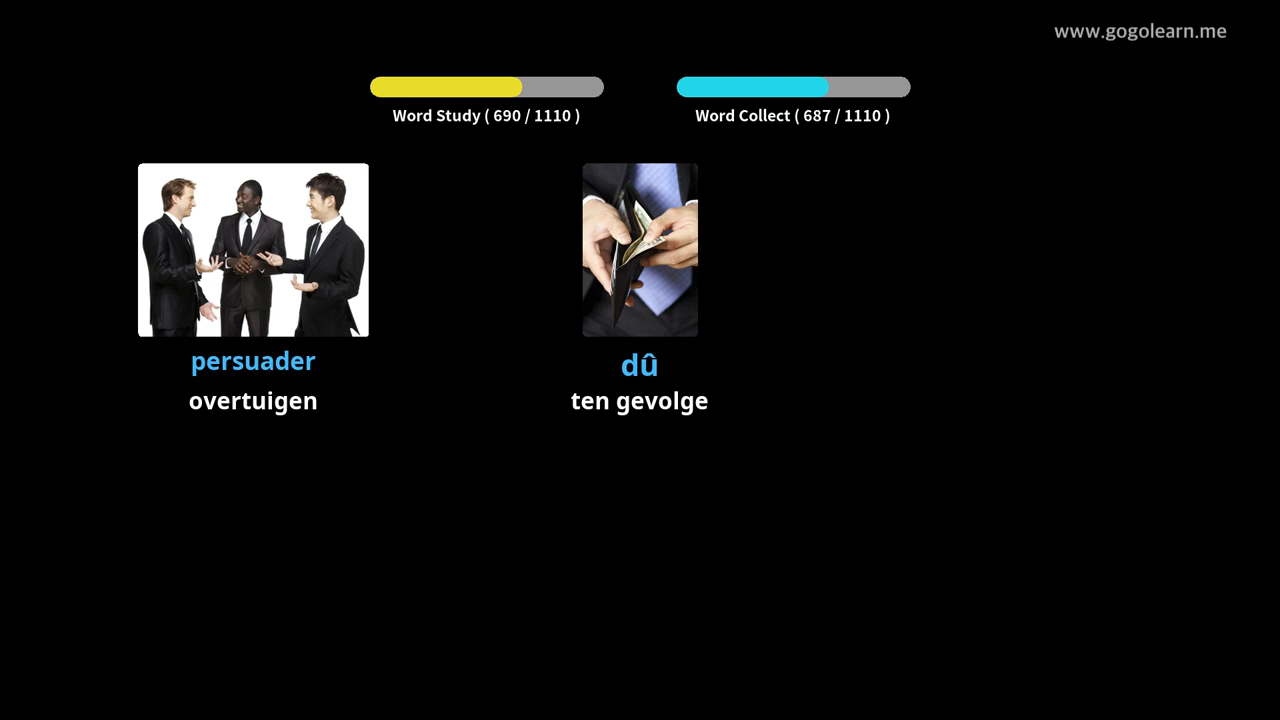 www.gogolearn.me
Word Study ( 690 / 1110 )
Word Collect ( 687 / 1110 )
persuader
overtuigen
dû
ten gevolge